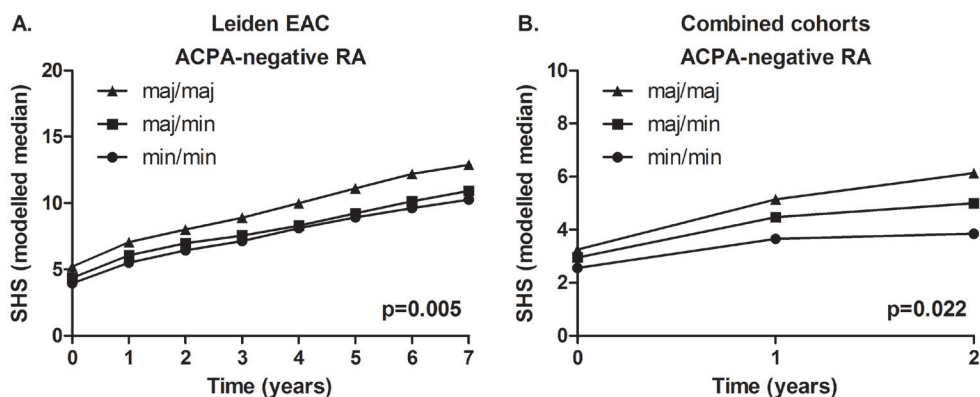 A.
Leiden EAC
ACPA-negative RA
SHS (modelled median)
20
15
10
5
0
maj/maj
maj/min
min/min
p=0.005
0 1 2 3 4 5 6 7
Time (years)
B.
Combined cohorts
ACPA-negative RA
SHS (modelled median)
10
8
6
4
2
0
maj/maj
maj/min
min/min
p=0.022
0 1 2
Time (years)